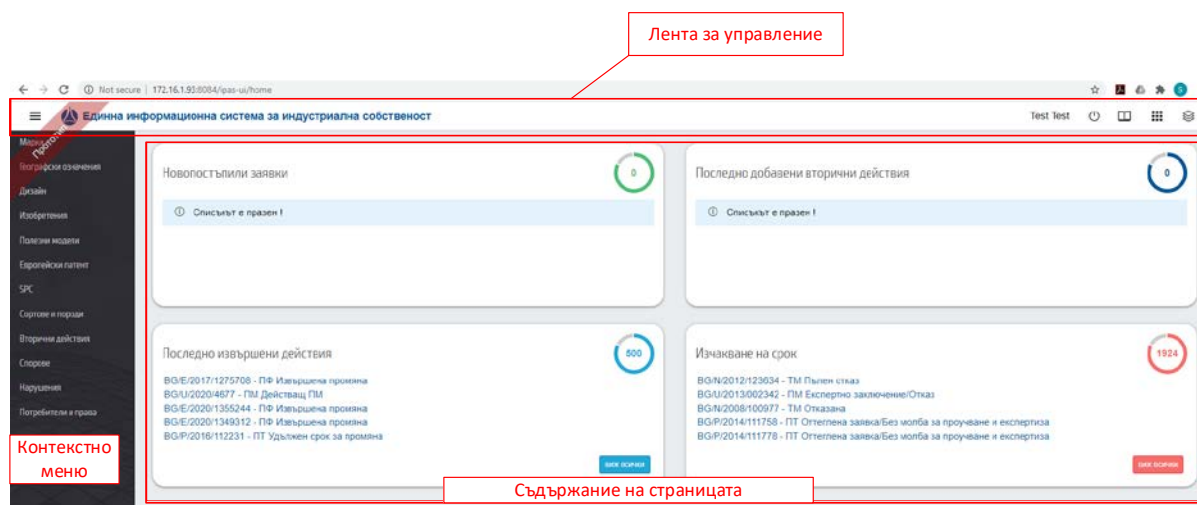 Лента за управление
Not secure | 172.16.1.93:8084/ipas-ui/home
Единна информационна система за индустриална собственост
Test Test
Прототип
Марки
Географски означения
Дизайн
Изобретения
Полезни модели
Европейски патент
SPC
Сортове и породи
Вторични действия
Спорове
Нарушения
Потребители и права
Контекстно
меню
Новопостъпили заявки
0
Списъкът е празен !
Последно добавени вторични действия
0
Списъкът е празен !
Последно извършени действия
500
BG/E/2017/1275708 - ПФ Извършена промяна
BG/U/2020/4677 - ПМ Действащ ПМ
BG/E/2020/1355244 - ПФ Извършена промяна
BG/E/2020/1349312 - ПФ Извършена промяна
BG/P/2016/112231 - ПТ Удължен срок за промяна
виж всички
Изчакване на срок
1924
BG/N/2012/123634 - ТМ Пълен отказ
BG/U/2013/002342 - ПМ Експертно заключение/Отказ
BG/N/2008/100977 - ТМ Отказана
BG/P/2014/111758 - ПТ Оттеглена заявка/Без молба за проучване и експертиза
BG/P/2014/111778 - ПТ Оттеглена заявка/Без молба за проучване и експертиза
виж всички
Съдържание на страницата